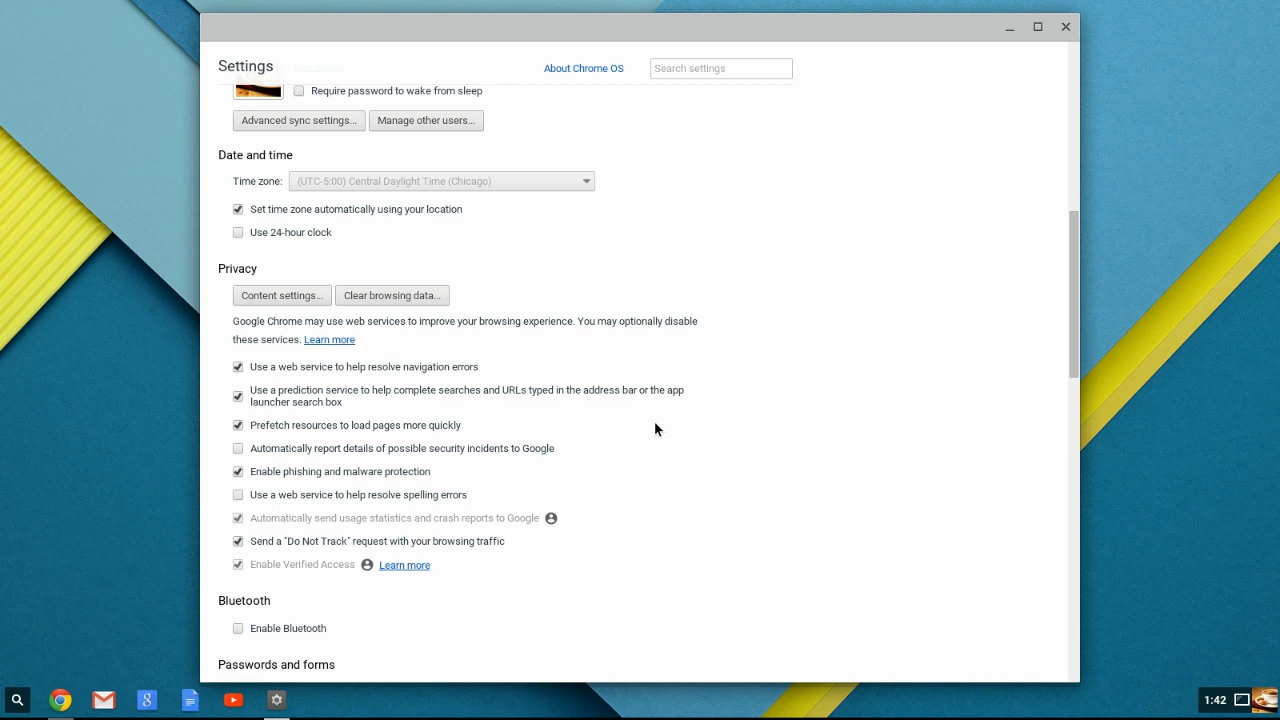 Settings
About Chrome OS
Search settings
Require password to wake from sleep
Advanced sync settings...
Manage other users...
Date and time
Time zone:
(UTC-5:00) Central Daylight Time (Chicago)
Set time zone automatically using your location
Use 24-hour clock
Privacy
Content settings...
Clear browsing data...
Google Chrome may use web services to improve your browsing experience. You may optionally disable
these services. Learn more
Use a web service to help resolve navigation errors
Use a prediction service to help complete searches and URLs typed in the address bar or the app
launcher search box
Prefetch resources to load pages more quickly
Automatically report details of possible security incidents to Google
Enable phishing and malware protection
Use a web service to help resolve spelling errors
Automatically send usage statistics and crash reports to Google
Send a "Do Not Track" request with your browsing traffic
Enable Verified Access
Learn more
Bluetooth
Enable Bluetooth
Passwords and forms
8
1:42